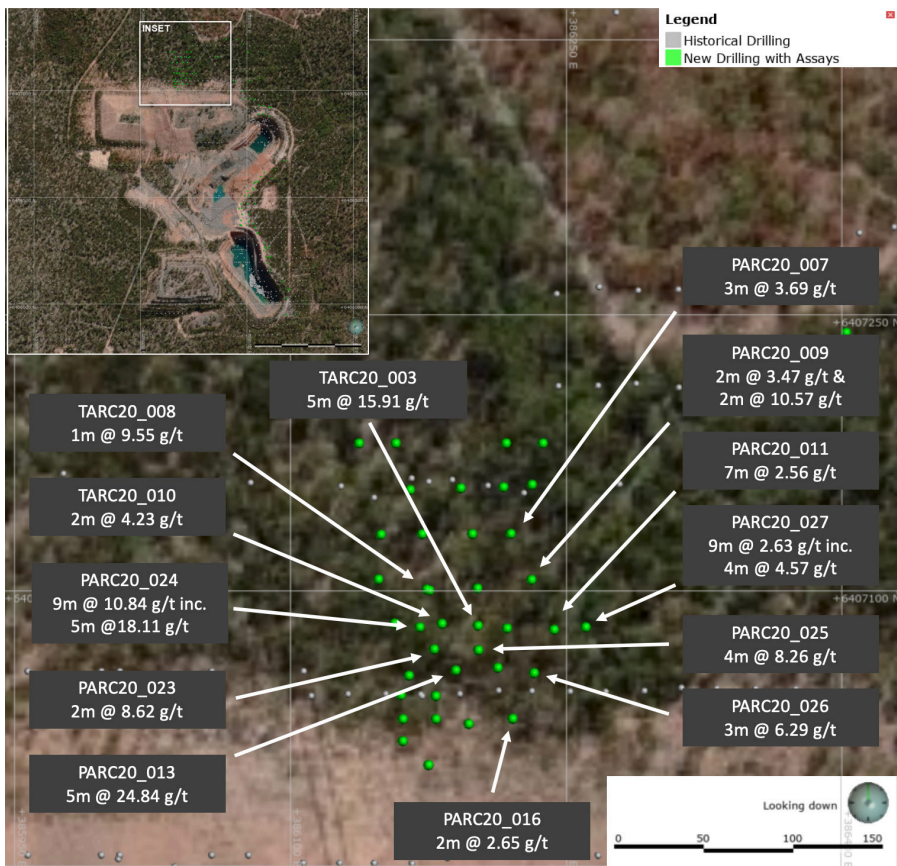 INSET
Legend
Historical Drilling
New Drilling with Assays
+386250 E
PARC20_007
3m @ 3.69 g/t
+6407250 N
PARC20_009
2m @ 3.47 g/t &
2m @ 10.57 g/t
TARC20_003
5m @ 15.91 g/t
TARC20_008
1m @ 9.55 g/t
PARC20_011
7m @ 2.56 g/t
TARC20_010
2m @ 4.23 g/t
PARC20_027
9m @ 2.63 g/t inc.
4m @ 4.57 g/t
PARC20_024
9m @ 10.84 g/t inc.
5m @18.11 g/t
+6407100 N
PARC20_025
4m @ 8.26 g/t
PARC20_023
2m @ 8.62 g/t
PARC20_026
3m @ 6.29 g/t
PARC20_013
5m @ 24.84 g/t
PARC20_016
2m @ 2.65 g/t
Looking down
0 50 100 150